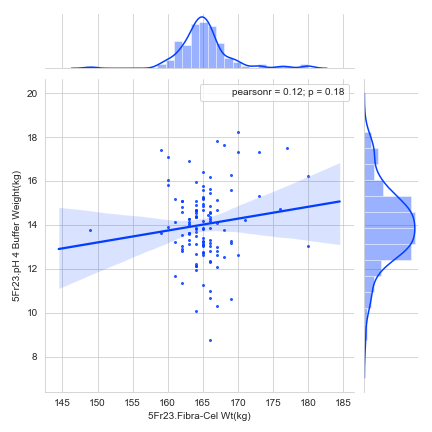 pearsonr = 0.12; p = 0.18
20
18
16
14
12
10
8
5Fr23.pH 4 Buffer Weight(kg)
145 150 155 160 165 170 175 180 185
5Fr23.Fibra-Cel Wt(kg)